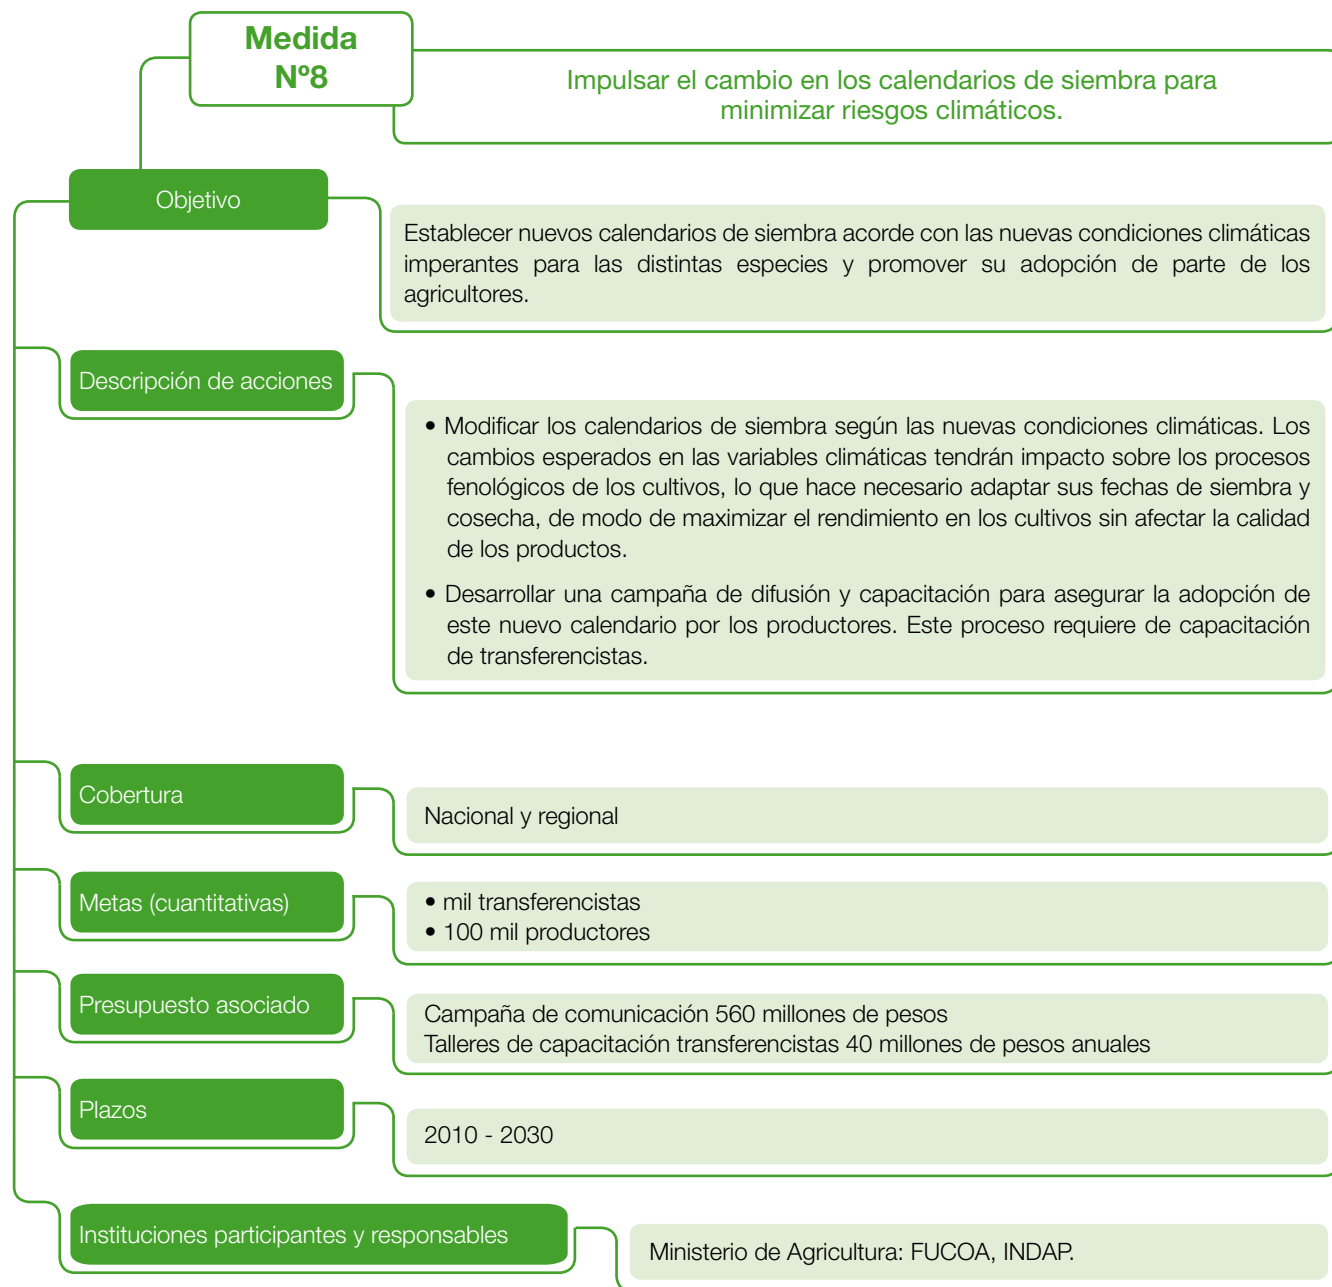 Medida
Nº8
Impulsar el cambio en los calendarios de siembra para
minimizar riesgos climáticos.
Objetivo
Establecer nuevos calendarios de siembra acorde con las nuevas condiciones climáticas
imperantes para las distintas especies y promover su adopción de parte de los
agricultores.
Descripción de acciones
• Modificar los calendarios de siembra según las nuevas condiciones climáticas. Los
cambios esperados en las variables climáticas tendrán impacto sobre los procesos
fenológicos de los cultivos, lo que hace necesario adaptar sus fechas de siembra y
cosecha, de modo de maximizar el rendimiento en los cultivos sin afectar la calidad
de los productos.
• Desarrollar una campaña de difusión y capacitación para asegurar la adopción de
este nuevo calendario por los productores. Este proceso requiere de capacitación
de transferencistas.
Cobertura
Nacional y regional
Metas (cuantitativas)
• mil transferencistas
• 100 mil productores
Presupuesto asociado
Campaña de comunicación 560 millones de pesos
Talleres de capacitación transferencistas 40 millones de pesos anuales
Plazos
2010 - 2030
Instituciones participantes y responsables
Ministerio de Agricultura: FUCOA, INDAP.